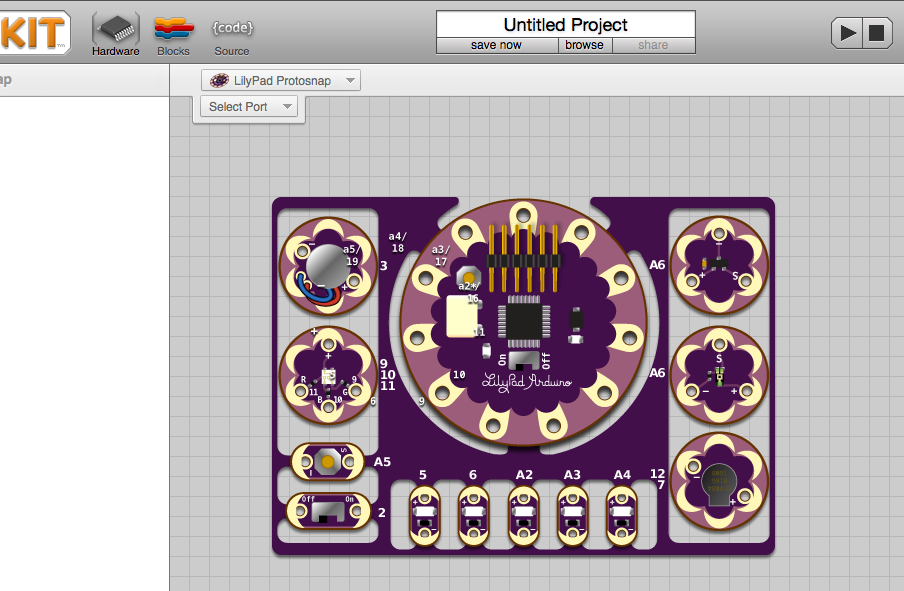 KIT
Hardware
Blocks
{code}
Source
Untitled Project
save now
browse
share
ap
LilyPad Protosnap
Select Port
a5/
19
3
a4/
18
a3/
17
a2*/
16
11
10
9
On
Off
LilyPad Arduino
A6
S
+
−
+
+
R
11
B
10
G
9
9
10
11
6
S
A6
−
+
S
A5
−
Off
On
2
5
6
A2
A3
A4
12
7
−
+